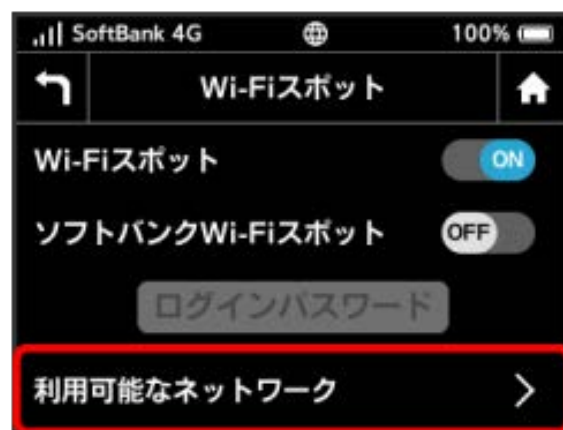 SoftBank 4G 100%
Wi-Fiスポット
Wi-Fiスポット ON
ソフトバンクWi-Fiスポット OFF
ログインパスワード
利用可能なネットワーク